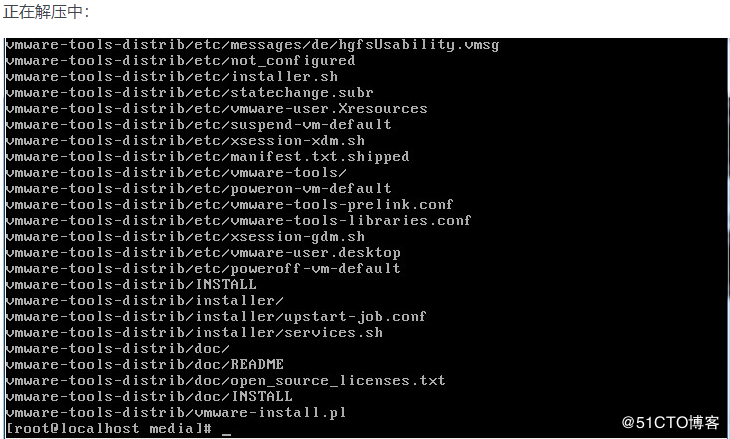 正在解压中:
vmware-tools-distrib/etc/messages/de/hgfsUsability.vmsg
vmware-tools-distrib/etc/not_configured
vmware-tools-distrib/etc/installer.sh
vmware-tools-distrib/etc/statechange.subr
vmware-tools-distrib/etc/vmware-user.Xresources
vmware-tools-distrib/etc/suspend-vm-default
vmware-tools-distrib/etc/xsession-xdm.sh
vmware-tools-distrib/etc/manifest.txt.shipped
vmware-tools-distrib/etc/vmware-tools/
vmware-tools-distrib/etc/poweron-vm-default
vmware-tools-distrib/etc/vmware-tools-prelink.conf
vmware-tools-distrib/etc/vmware-tools-libraries.conf
vmware-tools-distrib/etc/xsession-gdm.sh
vmware-tools-distrib/etc/vmware-user.desktop
vmware-tools-distrib/etc/poweroff-vm-default
vmware-tools-distrib/INSTALL
vmware-tools-distrib/installer/
vmware-tools-distrib/installer/upstart-job.conf
vmware-tools-distrib/installer/services.sh
vmware-tools-distrib/doc/
vmware-tools-distrib/doc/README
vmware-tools-distrib/doc/open_source_licenses.txt
vmware-tools-distrib/doc/INSTALL
vmware-tools-distrib/vmware-install.pl
[root@localhost media]# _
@51CTO博客